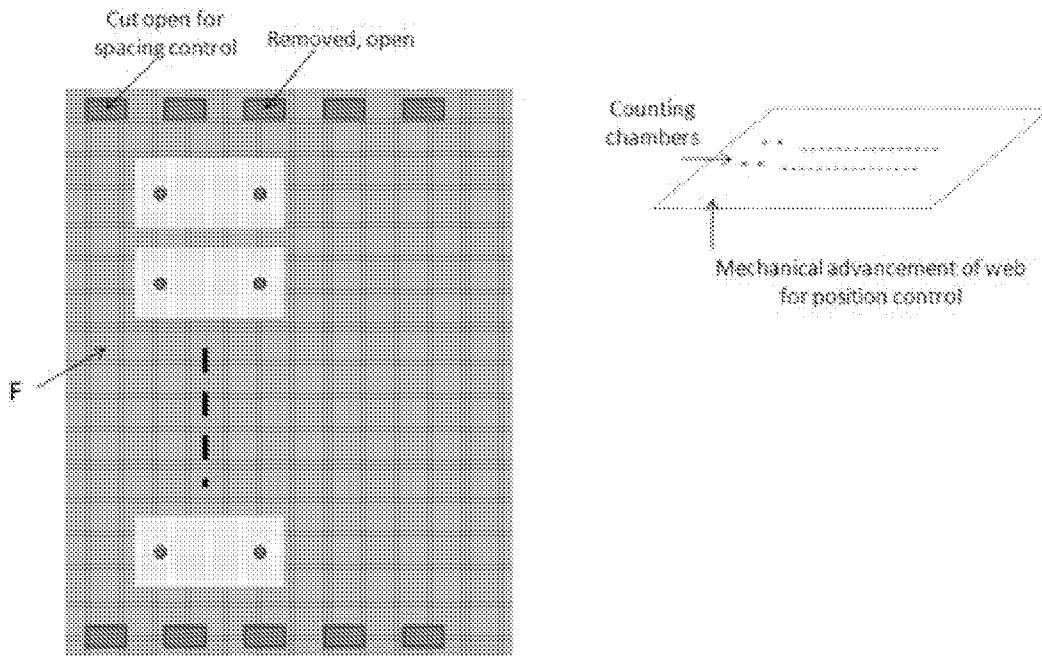 Cut open for
spacing control
Removed, open
Counting
chambers
Mechanical advancement of web
for position control
F